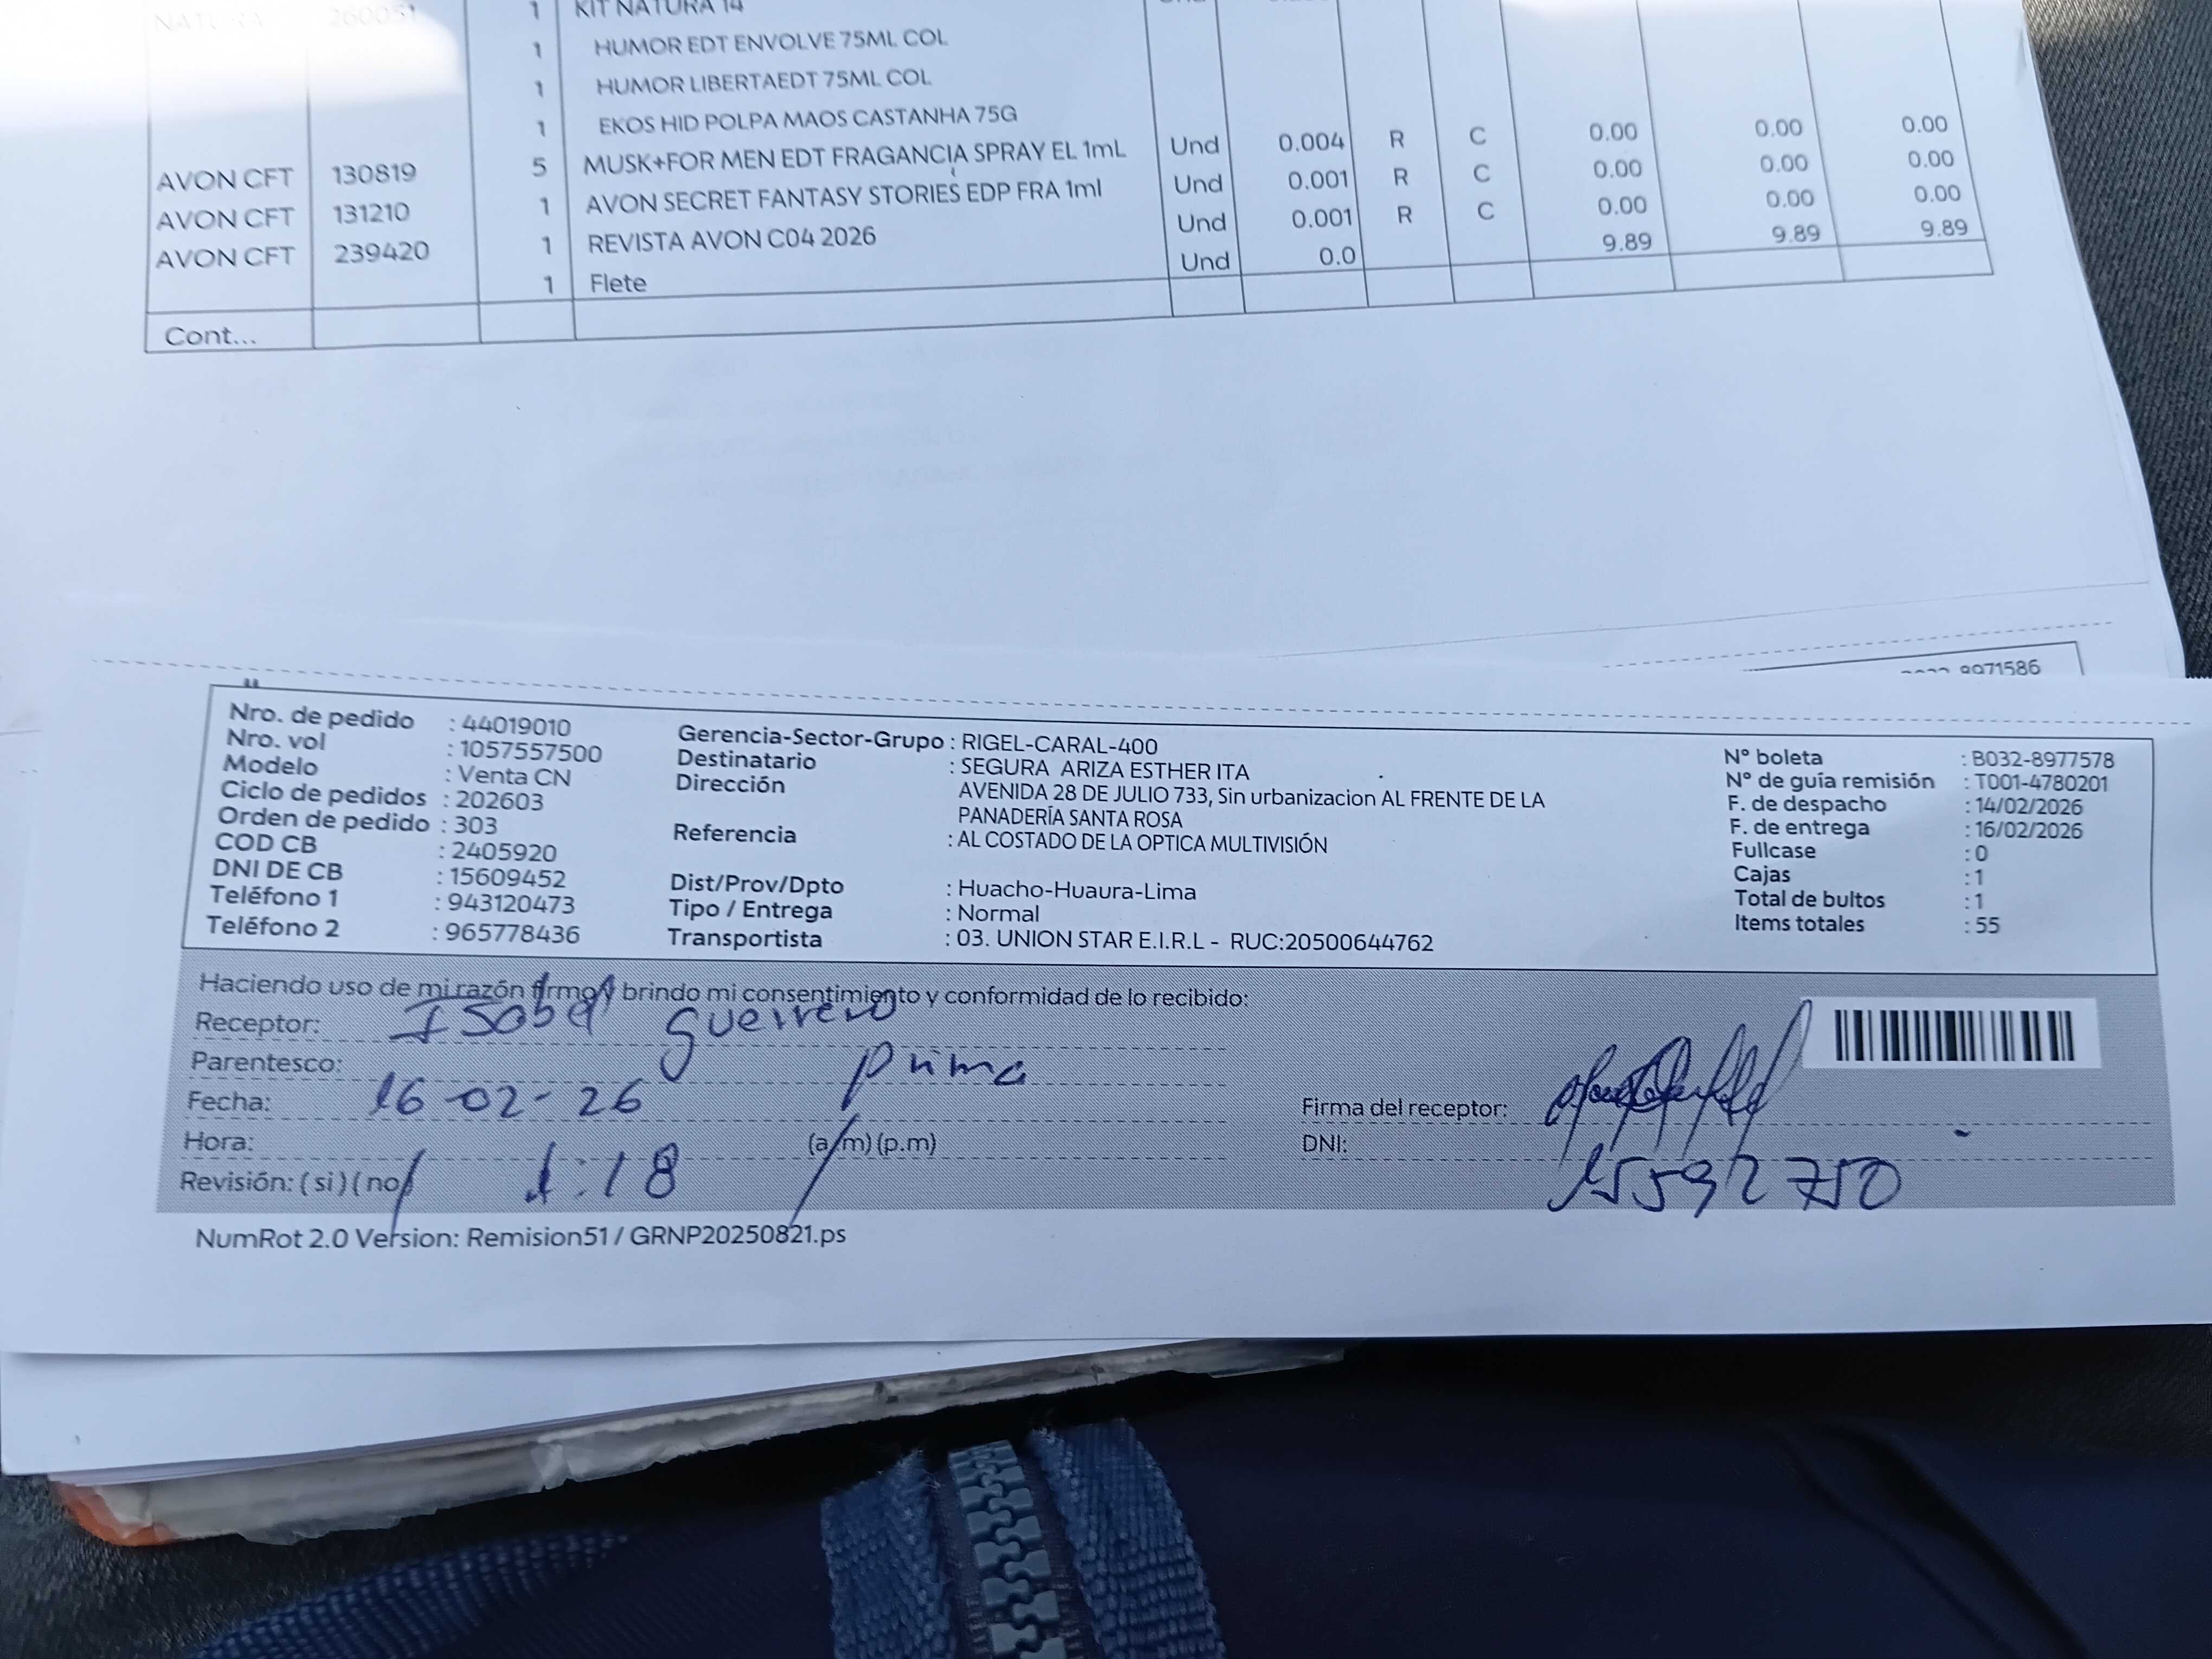 NATURA 260051 1 KIT NATURA 14
1 HUMOR EDT ENVOLVE 75ML COL
1 HUMOR LIBERTAEDT 75ML COL
1 EKOS HID POLPA MAOS CASTANHA 75G
AVON CFT 130819 5 MUSK+FOR MEN EDT FRAGANCIA SPRAY EL 1mL Und 0.004 R C 0.00 0.00 0.00
AVON CFT 131210 1 AVON SECRET FANTASY STORIES EDP FRA 1ml Und 0.001 R C 0.00 0.00 0.00
AVON CFT 239420 1 REVISTA AVON C04 2026 Und 0.001 R C 0.00 0.00 0.00
1 Flete Und 0.0 9.89 9.89 9.89
Cont...
8971586
Nro. de pedido : 44019010
Nro. vol : 1057557500
Modelo : Venta CN
Ciclo de pedidos : 202603
Orden de pedido : 303
COD CB : 2405920
DNI DE CB : 15609452
Teléfono 1 : 943120473
Teléfono 2 : 965778436
Gerencia-Sector-Grupo : RIGEL-CARAL-400
Destinatario : SEGURA ARIZA ESTHER ITA
Dirección AVENIDA 28 DE JULIO 733, Sin urbanizacion AL FRENTE DE LA
PANADERÍA SANTA ROSA
Referencia : AL COSTADO DE LA OPTICA MULTIVISIÓN
Dist/Prov/Dpto : Huacho-Huaura-Lima
Tipo / Entrega : Normal
Transportista : 03. UNION STAR E.I.R.L - RUC:20500644762
N° boleta : B032-8977578
N° de guía remisión : T001-4780201
F. de despacho : 14/02/2026
F. de entrega : 16/02/2026
Fullcase : 0
Cajas : 1
Total de bultos : 1
Items totales : 55
Haciendo uso de mi razón firmo y brindo mi consentimiento y conformidad de lo recibido:
Receptor: Isabel Guerrero
Parentesco: prima
Fecha: 16-02-26
Hora: 1:18 (a.m) (p.m)
Revisión: ( si ) ( no )
Firma del receptor:
DNI: 15592750
NumRot 2.0 Version: Remision51 / GRNP20250821.ps